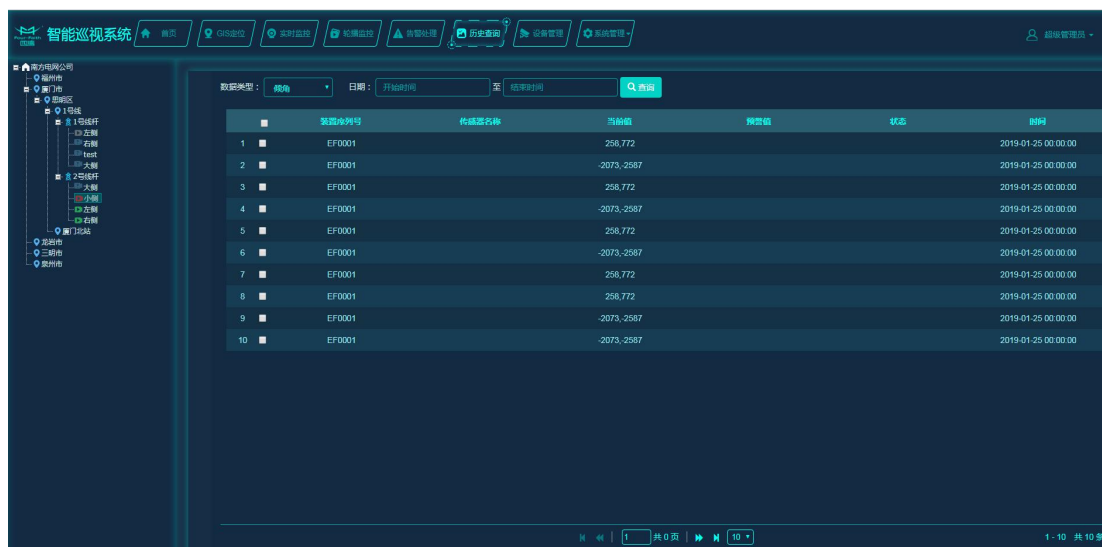 智能巡视系统 首页 GIS定位 实时监控 轮播监控 告警处理 历史查询 设备管理 系统管理 超级管理员
Four-Faith
四信
南方电网公司
福州市
厦门市
思明区
1号线
1号线杆
左侧
右侧
test
大侧
2号线杆
大侧
小侧
左侧
右侧
厦门北站
龙岩市
三明市
泉州市
数据类型： 倾角 日期： 开始时间 至 结束时间 查询
装置序列号 传感器名称 当前值 预警值 状态 时间
1 EF0001 258,772 2019-01-25 00:00:00
2 EF0001 -2073,-2587 2019-01-25 00:00:00
3 EF0001 258,772 2019-01-25 00:00:00
4 EF0001 -2073,-2587 2019-01-25 00:00:00
5 EF0001 258,772 2019-01-25 00:00:00
6 EF0001 -2073,-2587 2019-01-25 00:00:00
7 EF0001 258,772 2019-01-25 00:00:00
8 EF0001 258,772 2019-01-25 00:00:00
9 EF0001 -2073,-2587 2019-01-25 00:00:00
10 EF0001 -2073,-2587 2019-01-25 00:00:00
1 共 0 页 10 1 - 10 共 10 条